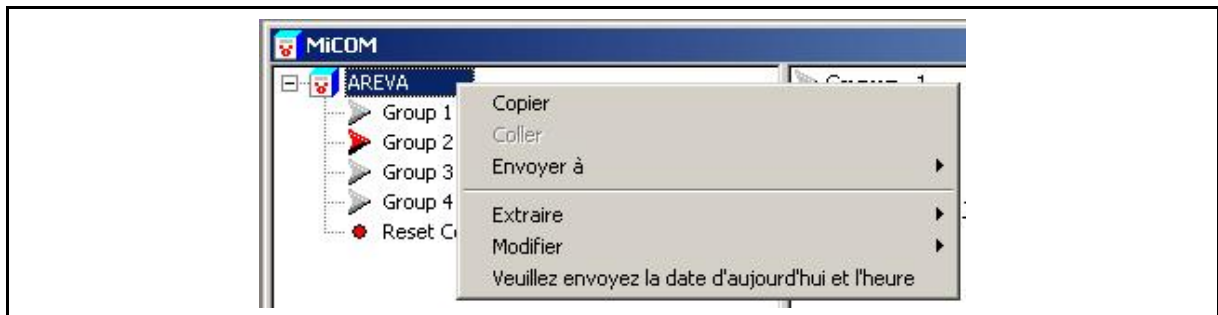 MiCOM
AREVA
Group 1
Group 2
Group 3
Group 4
Reset
Copier
Coller
Envoyer à
Extraire
Modifier
Veuillez envoyez la date d'aujourd'hui et l'heure